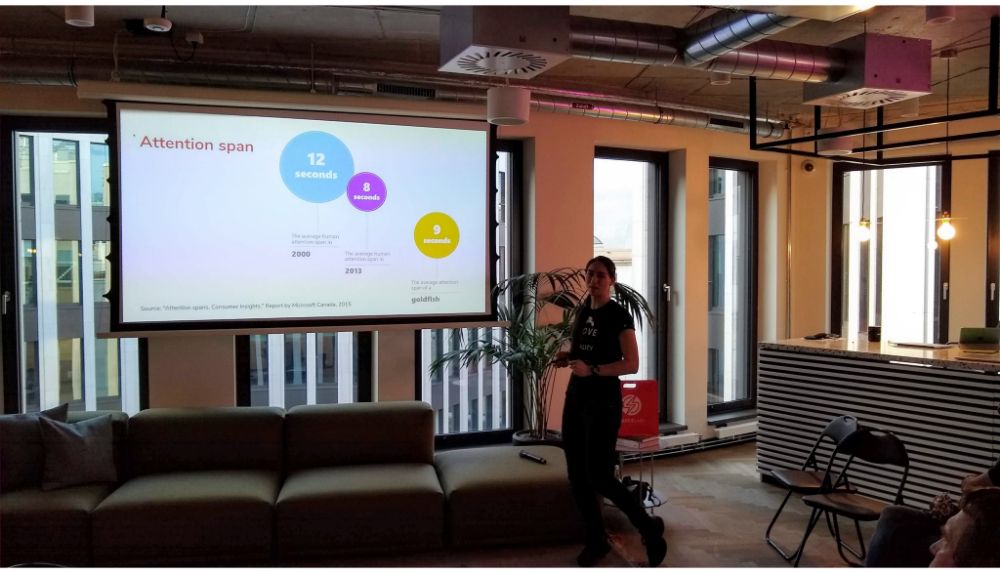 Attention span
12
seconds
8
seconds
9
seconds
The average human
attention span in
2000
The average human
attention span in
2013
The average attention
span of a
goldfish
Source: "Attention spans, Consumer Insights," Report by Microsoft Canada, 2015